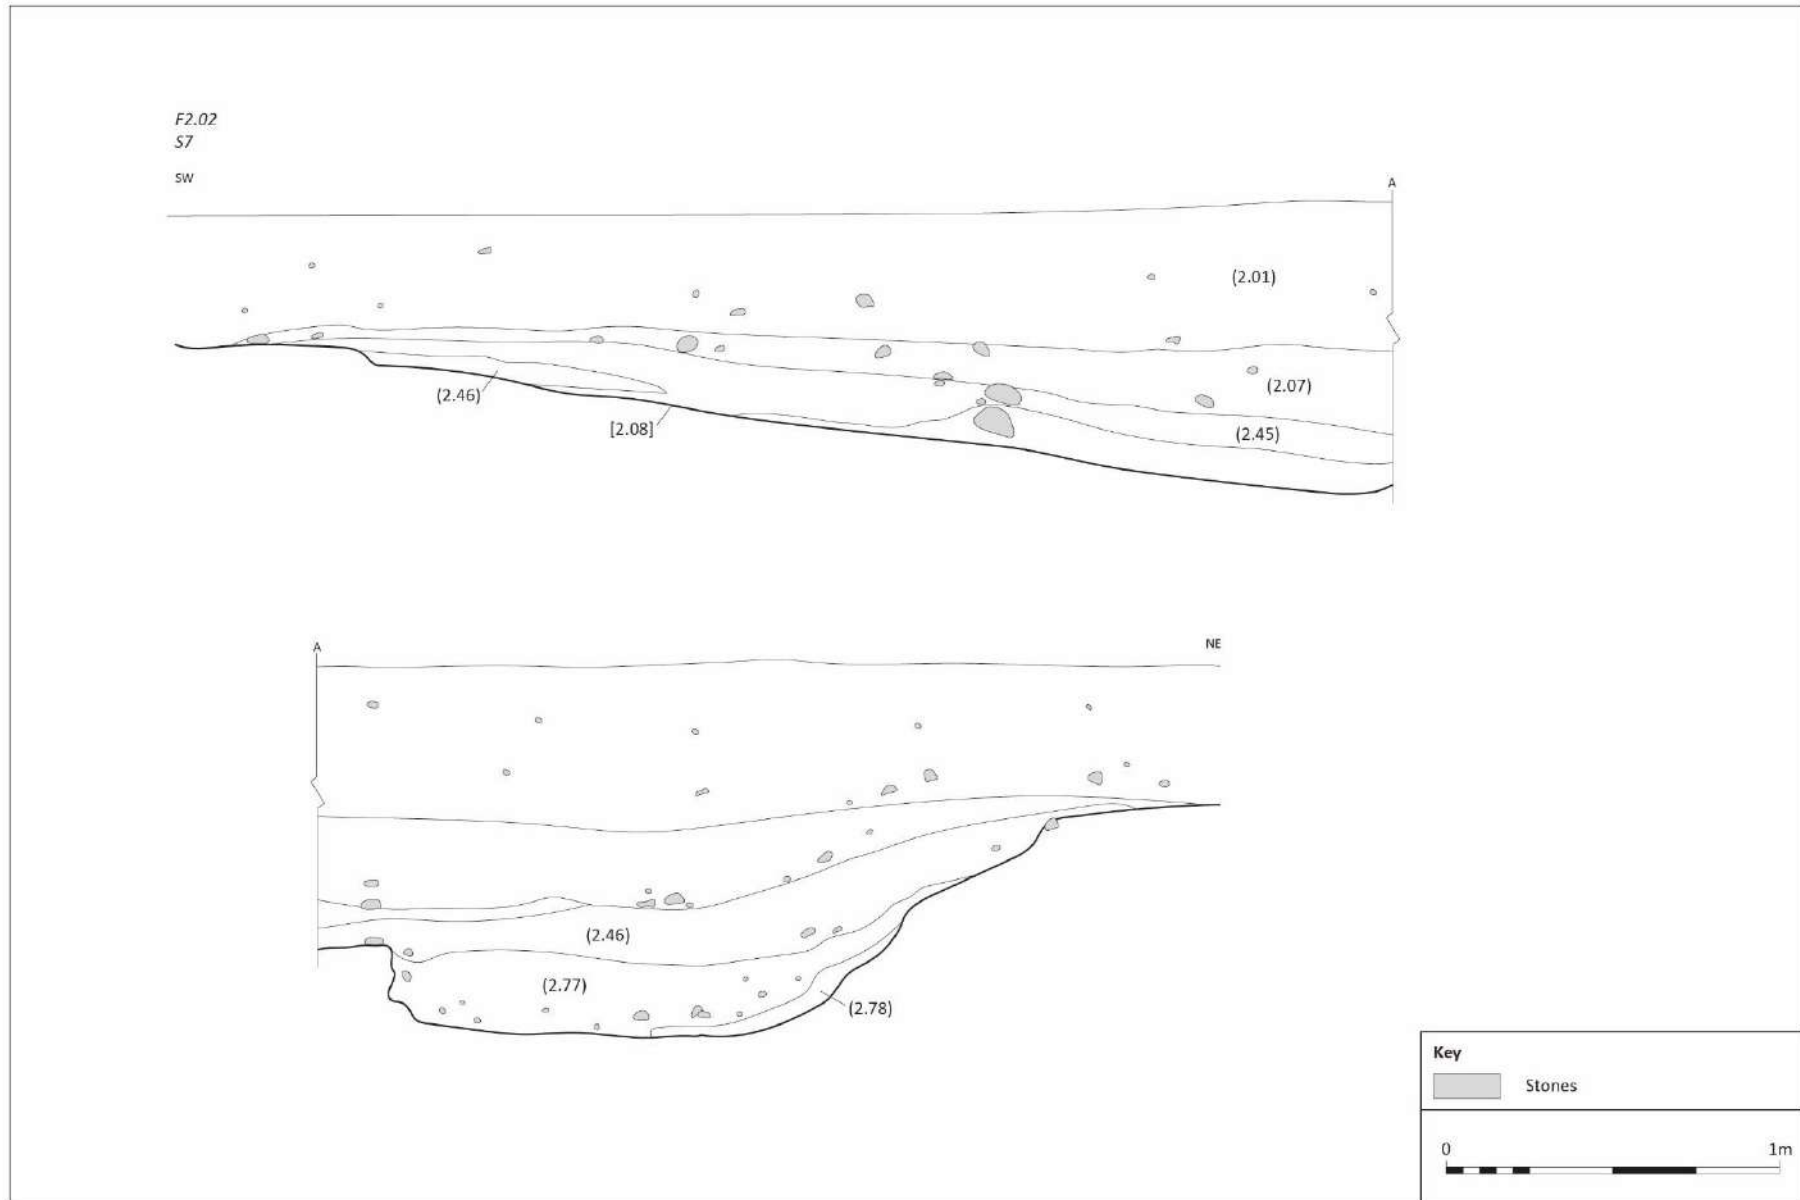 F2.02
S7
SW
A
(2.01)
(2.07)
(2.46)
[2.08]
(2.45)
A
NE
(2.46)
(2.77)
(2.78)
Key
Stones
0 1m